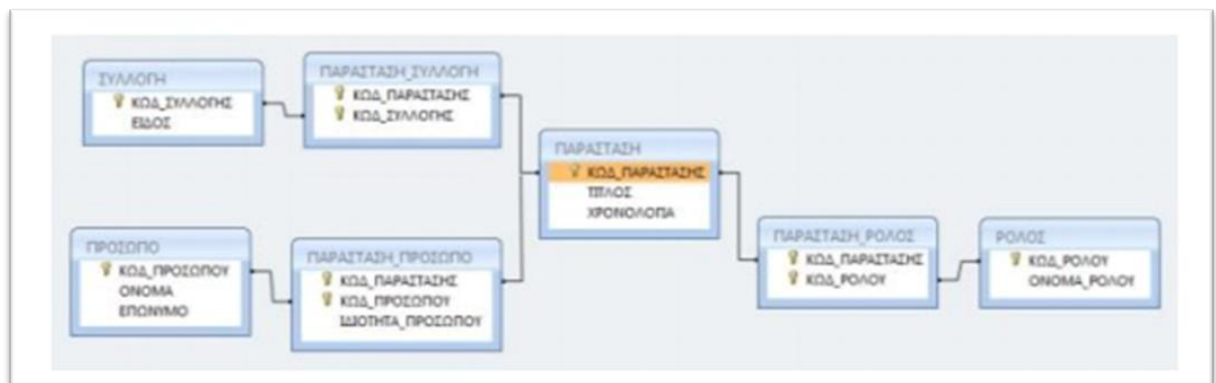 ΣΥΛΛΟΓΗ
ΚΩΔ_ΣΥΛΛΟΓΗΣ
ΕΙΔΟΣ
ΠΑΡΑΣΤΑΣΗ_ΣΥΛΛΟΓΗ
ΚΩΔ_ΠΑΡΑΣΤΑΣΗΣ
ΚΩΔ_ΣΥΛΛΟΓΗΣ
ΠΡΟΣΩΠΟ
ΚΩΔ_ΠΡΟΣΩΠΟΥ
ΟΝΟΜΑ
ΕΠΩΝΥΜΟ
ΠΑΡΑΣΤΑΣΗ_ΠΡΟΣΩΠΟ
ΚΩΔ_ΠΑΡΑΣΤΑΣΗΣ
ΚΩΔ_ΠΡΟΣΩΠΟΥ
ΙΔΙΟΤΗΤΑ_ΠΡΟΣΩΠΟΥ
ΠΑΡΑΣΤΑΣΗ
ΚΩΔ_ΠΑΡΑΣΤΑΣΗΣ
ΤΙΤΛΟΣ
ΧΡΟΝΟΛΟΓΙΑ
ΠΑΡΑΣΤΑΣΗ_ΡΟΛΟΣ
ΚΩΔ_ΠΑΡΑΣΤΑΣΗΣ
ΚΩΔ_ΡΟΛΟΥ
ΡΟΛΟΣ
ΚΩΔ_ΡΟΛΟΥ
ΟΝΟΜΑ_ΡΟΛΟΥ